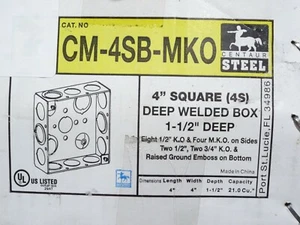 CAT. NO
CM-4SB-MKO
CENTAUR
STEEL
4" SQUARE (4S)
DEEP WELDED BOX
1-1/2" DEEP
Eight 1/2" K.O & Four M.K.O. on Sides
Two 1/2", Two 3/4" K.O. &
Raised Ground Emboss on Bottom
Made In China
Dimensions Length Width Depth Capacity
4" 4" 1-1/2" 21.0 Cu."
UL US LISTED
Port St.Lucie,FL.34986